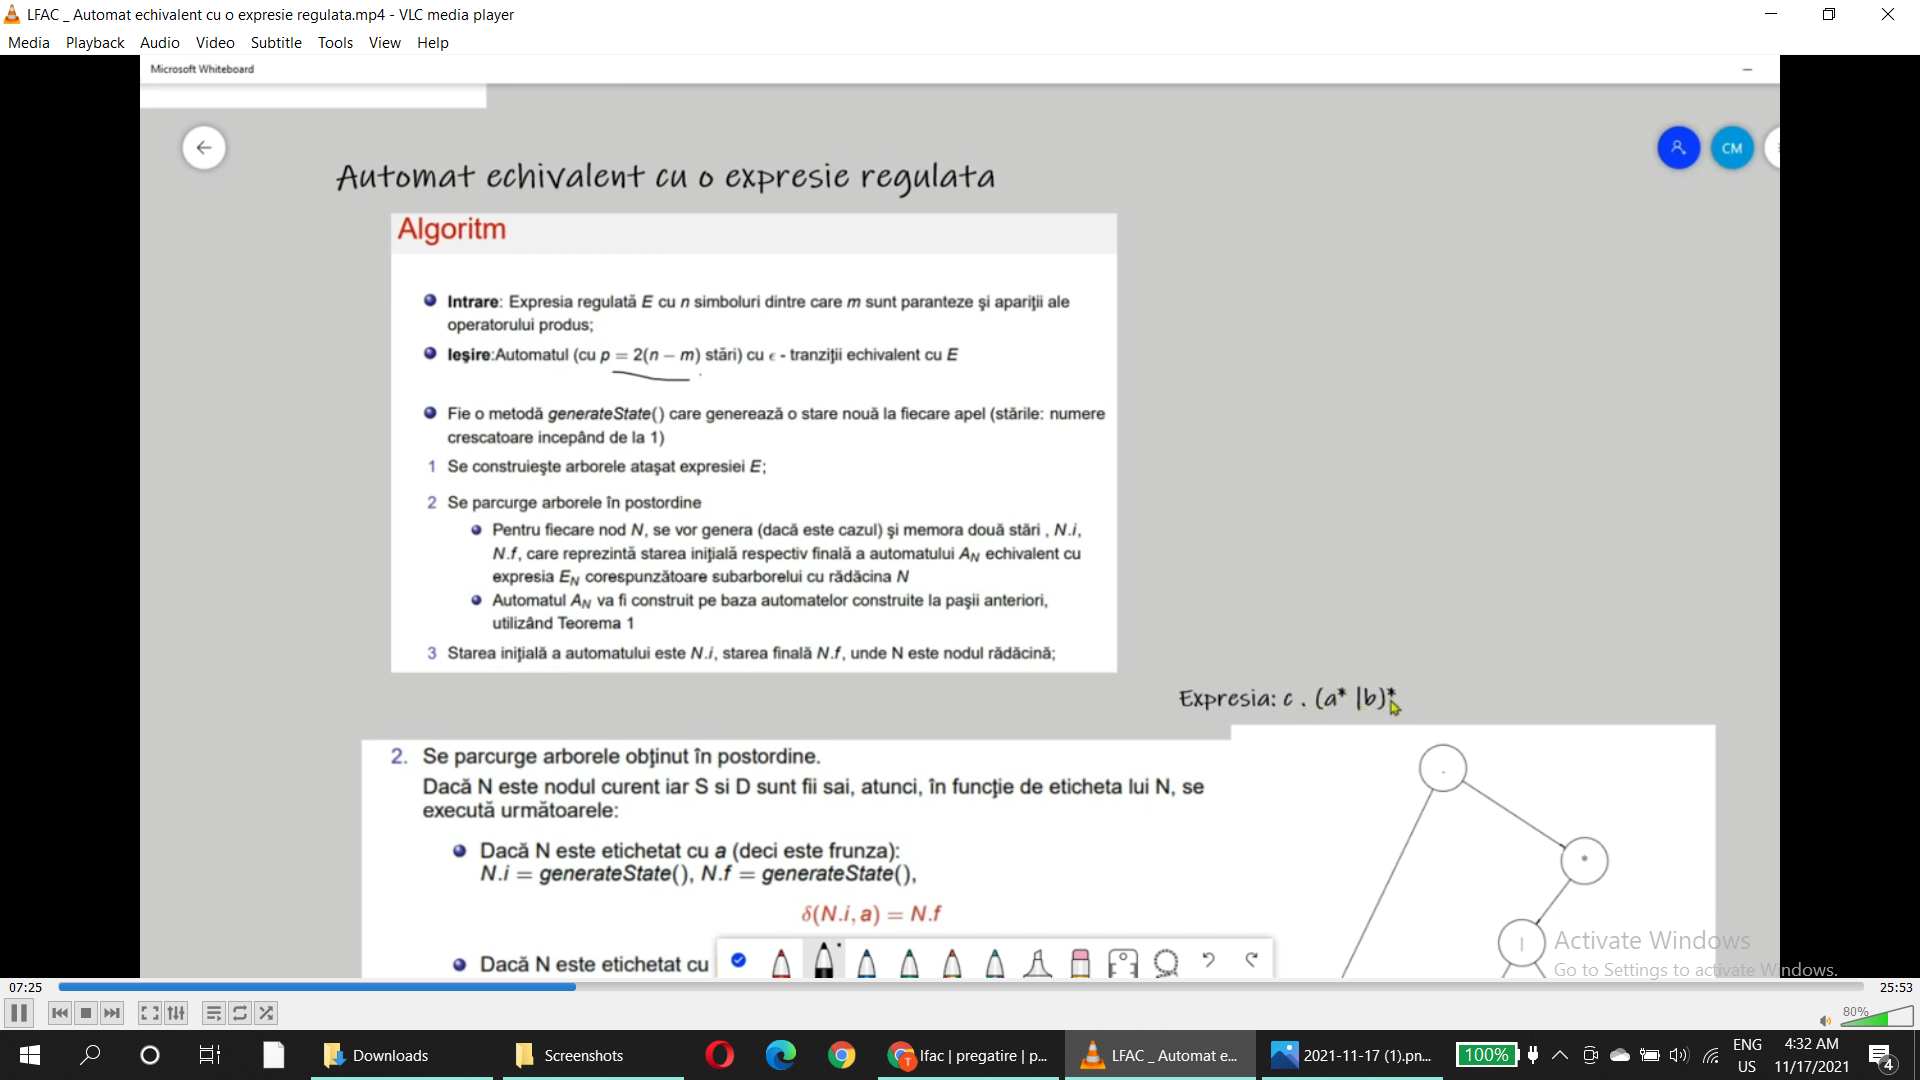 LFAC _ Automat echivalent cu o expresie regulata.mp4 - VLC media player
Media Playback Audio Video Subtitle Tools View Help
Microsoft Whiteboard
CM
Automat echivalent cu o expresie regulata
Algoritm
Intrare: Expresia regulată E cu n simboluri dintre care m sunt paranteze şi apariţii ale
operatorului produs;
Ieşire:Automatul (cu p = 2(n − m) stări) cu ϵ - tranziţii echivalent cu E
Fie o metodă generateState() care generează o stare nouă la fiecare apel (stările: numere
crescatoare incepând de la 1)
1 Se construieşte arborele ataşat expresiei E;
2 Se parcurge arborele în postordine
Pentru fiecare nod N, se vor genera (dacă este cazul) şi memora două stări , N.i,
N.f, care reprezintă starea iniţială respectiv finală a automatului AN echivalent cu
expresia EN corespunzătoare subarborelui cu rădăcina N
Automatul AN va fi construit pe baza automatelor construite la paşii anteriori,
utilizând Teorema 1
3 Starea iniţială a automatului este N.i, starea finală N.f, unde N este nodul rădăcină;
Expresia: c . (a* |b)*
2. Se parcurge arborele obţinut în postordine.
Dacă N este nodul curent iar S si D sunt fii sai, atunci, în funcţie de eticheta lui N, se
execută următoarele:
Dacă N este etichetat cu a (deci este frunza):
N.i = generateState(), N.f = generateState(),
δ(N.i, a) = N.f
Dacă N este etichetat cu
.
*
|
Activate Windows
Go to Settings to activate Windows.
07:25
25:53
80%
Downloads
Screenshots
lfac | pregatire | p...
LFAC _ Automat e...
2021-11-17 (1).pn...
100%
ENG
US
4:32 AM
11/17/2021
4